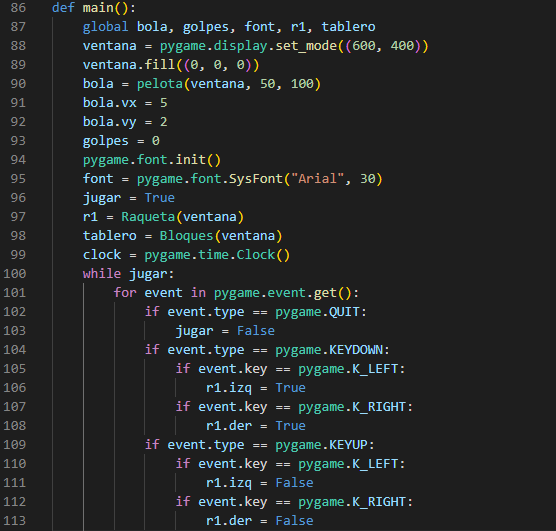 86 def main():
87     global bola, golpes, font, r1, tablero
88     ventana = pygame.display.set_mode((600, 400))
89     ventana.fill((0, 0, 0))
90     bola = pelota(ventana, 50, 100)
91     bola.vx = 5
92     bola.vy = 2
93     golpes = 0
94     pygame.font.init()
95     font = pygame.font.SysFont("Arial", 30)
96     jugar = True
97     r1 = Raqueta(ventana)
98     tablero = Bloques(ventana)
99     clock = pygame.time.Clock()
100     while jugar:
101         for event in pygame.event.get():
102             if event.type == pygame.QUIT:
103                 jugar = False
104             if event.type == pygame.KEYDOWN:
105                 if event.key == pygame.K_LEFT:
106                     r1.izq = True
107                 if event.key == pygame.K_RIGHT:
108                     r1.der = True
109             if event.type == pygame.KEYUP:
110                 if event.key == pygame.K_LEFT:
111                     r1.izq = False
112                 if event.key == pygame.K_RIGHT:
113                     r1.der = False